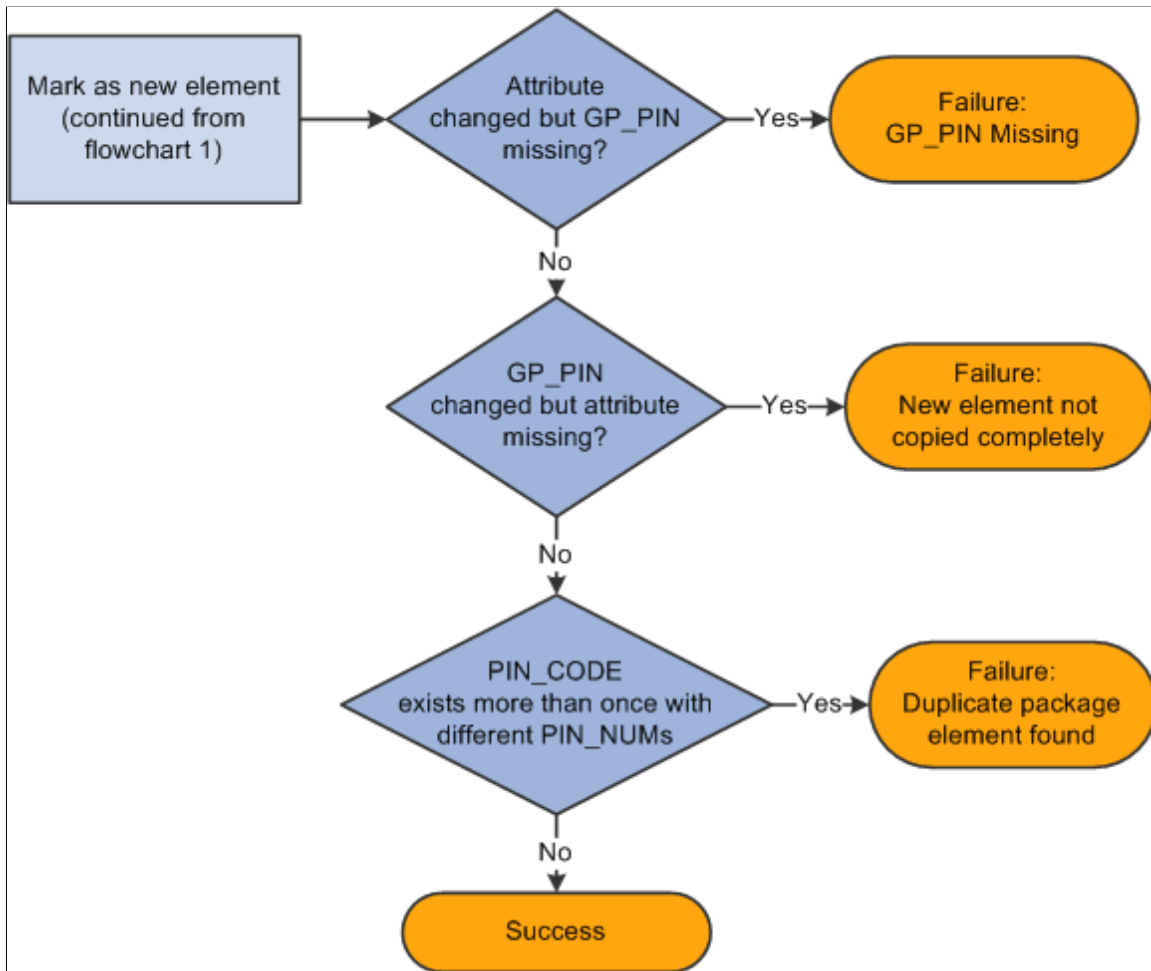 Mark as new element
(continued from
flowchart 1)
Attribute
changed but GP_PIN
missing?
Yes
Failure:
GP_PIN Missing
No
GP_PIN
changed but attribute
missing?
Yes
Failure:
New element not
copied completely
No
PIN_CODE
exists more than once with
different PIN_NUMs
Yes
Failure:
Duplicate package
element found
No
Success